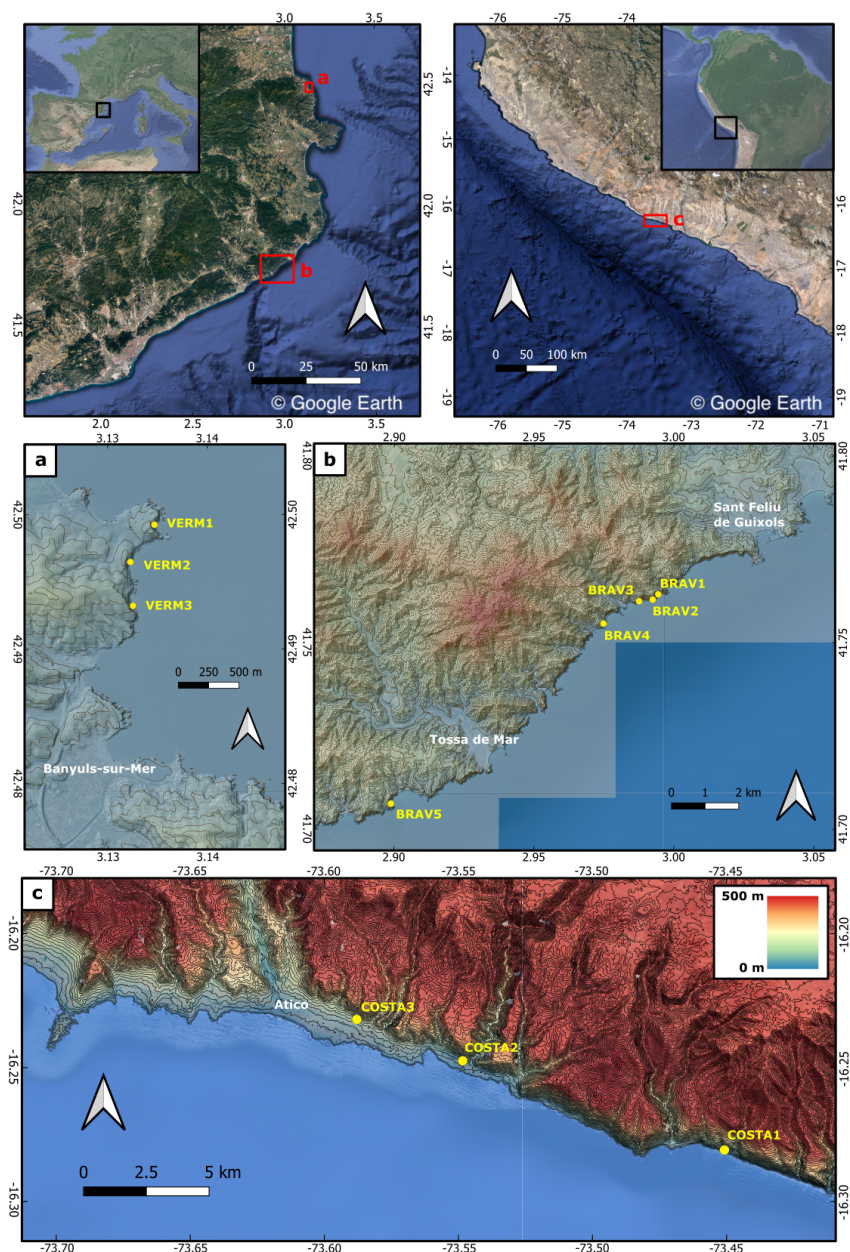 3.0
3.5
a
42.5
42.0
42.0
b
41.5
41.5
0
25
50 km
© Google Earth
2.0
2.5
3.0
3.5
-76
-75
-74
-14
-15
-16
-17
-18
-19
-16
-17
-18
-19
c
0
50
100 km
© Google Earth
-76
-75
-74
-73
-72
-71
3.13
3.14
a
42.50
42.50
VERM1
VERM2
VERM3
42.49
42.49
0
250
500 m
Banyuls-sur-Mer
42.48
42.48
3.13
3.14
2.90
2.95
3.00
3.05
b
41.80
41.80
Sant Feliu
de Guixols
BRAV1
BRAV3
BRAV2
BRAV4
41.75
41.75
Tossa de Mar
0
1
2 km
BRAV5
41.70
41.70
2.90
2.95
3.00
3.05
-73.70
-73.65
-73.60
-73.55
-73.50
-73.45
c
500 m
0 m
-16.20
-16.20
Atico
COSTA3
COSTA2
-16.25
-16.25
COSTA1
0
2.5
5 km
-16.30
-16.30
-73.70
-73.65
-73.60
-73.55
-73.50
-73.45